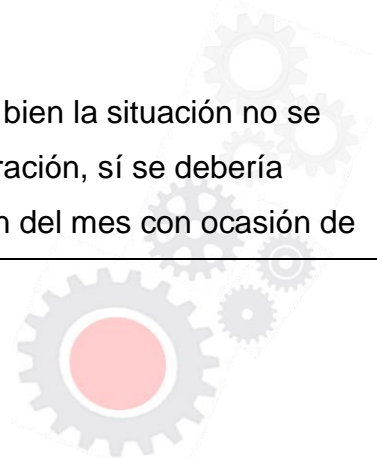 bien la situación no se
ración, sí se debería
del mes con ocasión de